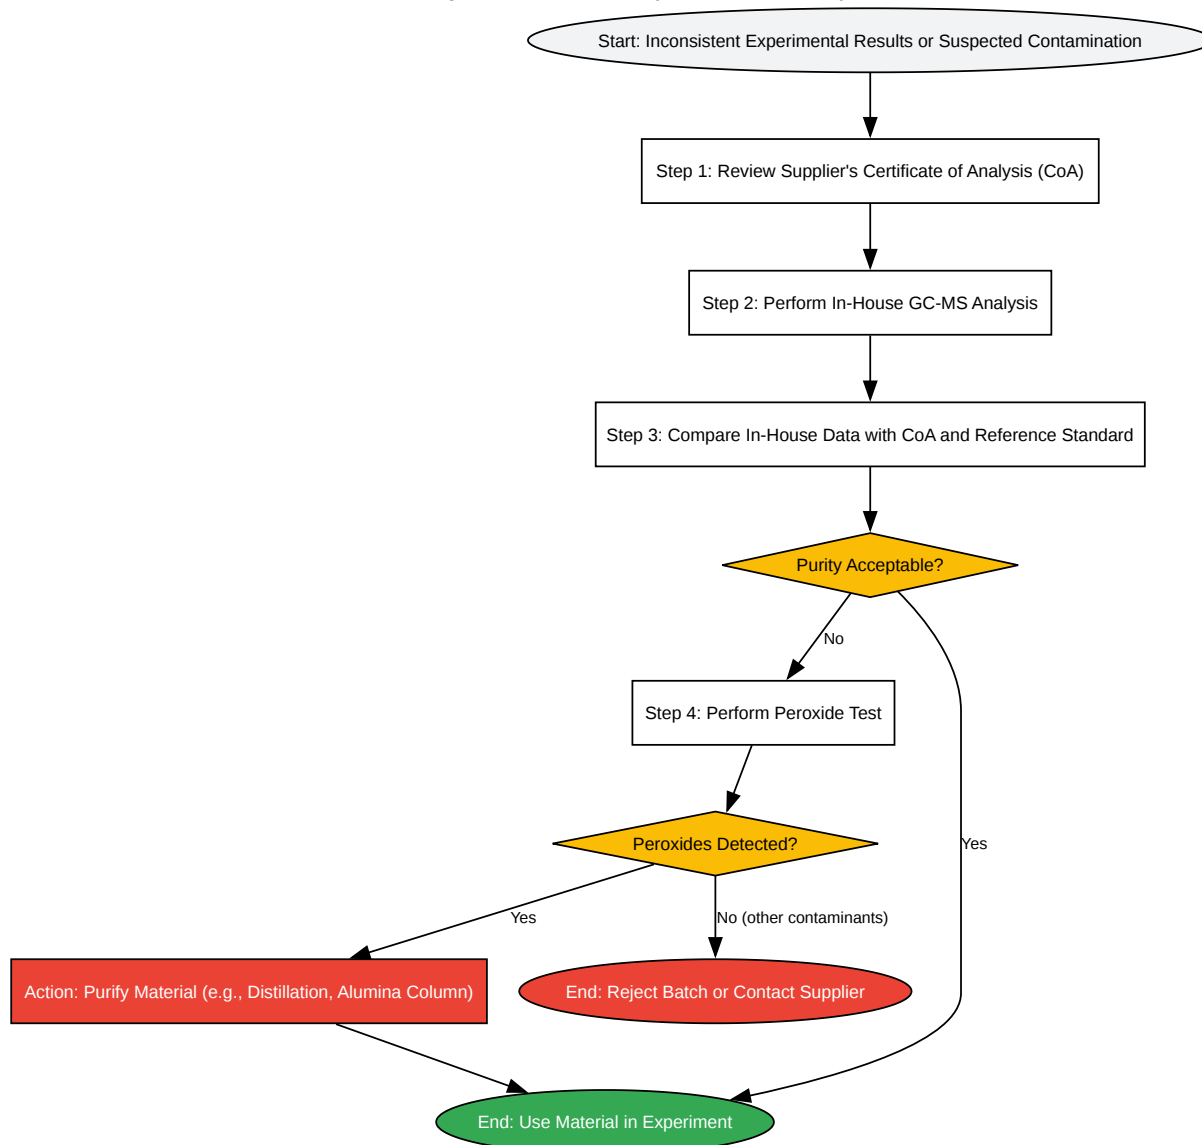 Start: Inconsistent Experimental Results or Suspected Contamination
Step 1: Review Supplier's Certificate of Analysis (CoA)
Step 2: Perform In-House GC-MS Analysis
Step 3: Compare In-House Data with CoA and Reference Standard
Purity Acceptable?
No
Step 4: Perform Peroxide Test
Peroxides Detected?
Yes
Yes
No (other contaminants)
Action: Purify Material (e.g., Distillation, Alumina Column)
End: Reject Batch or Contact Supplier
End: Use Material in Experiment